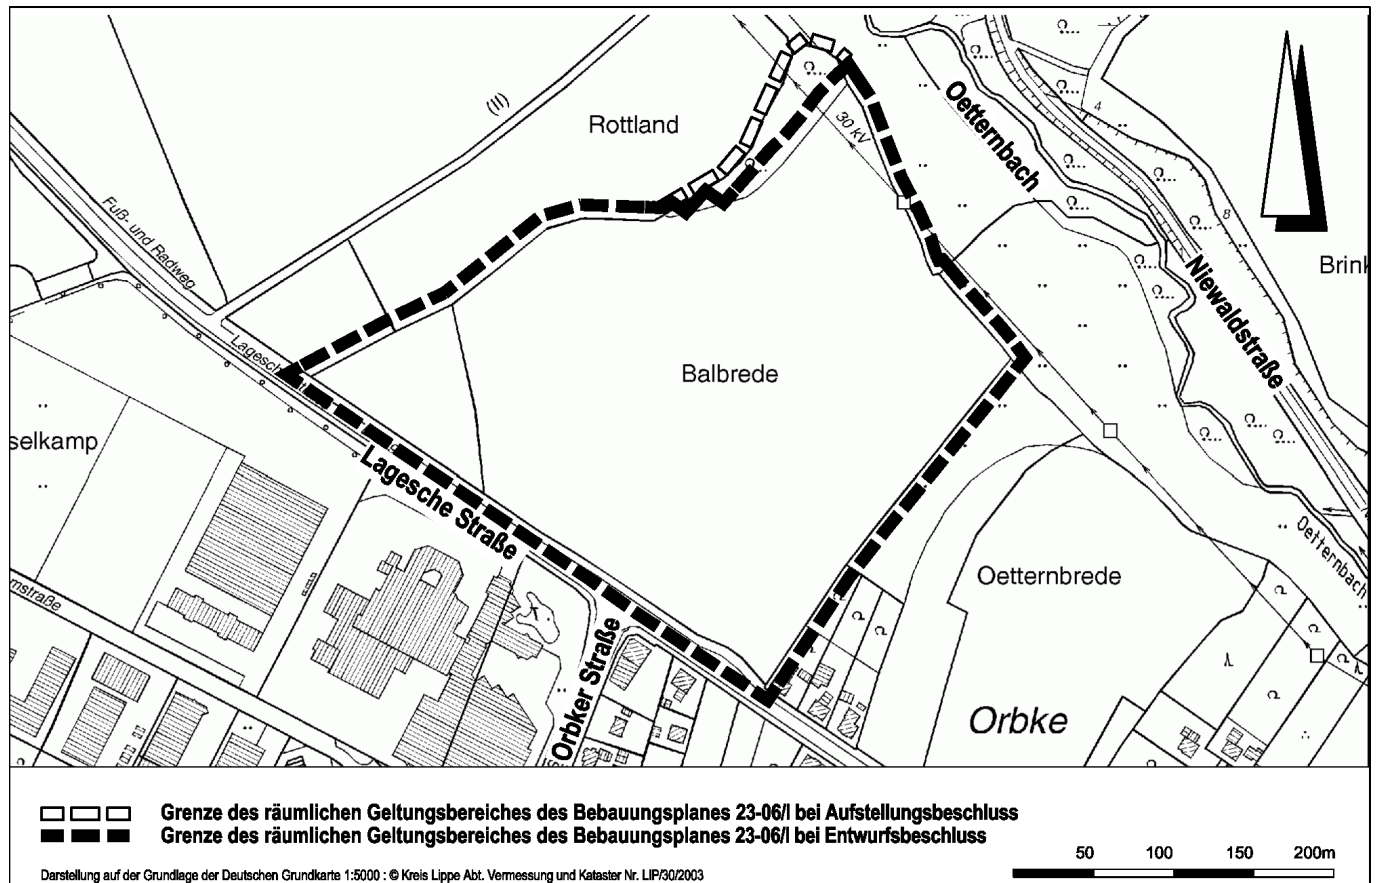 Rottland
(II)
30 KV
Oetternbach
4
8
Niewaldstraße
Brink
Fuß- und Radweg
Lagesche
Balbrede
selkamp
Lagesche Straße
Oetternbach
Oetternbrede
mstraße
Orbker Straße
Orbke
Grenze des räumlichen Geltungsbereiches des Bebauungsplanes 23-06/I bei Aufstellungsbeschluss
Grenze des räumlichen Geltungsbereiches des Bebauungsplanes 23-06/I bei Entwurfsbeschluss
50 100 150 200m
Darstellung auf der Grundlage der Deutschen Grundkarte 1:5000 : © Kreis Lippe Abt. Vermessung und Kataster Nr. LIP/30/2003